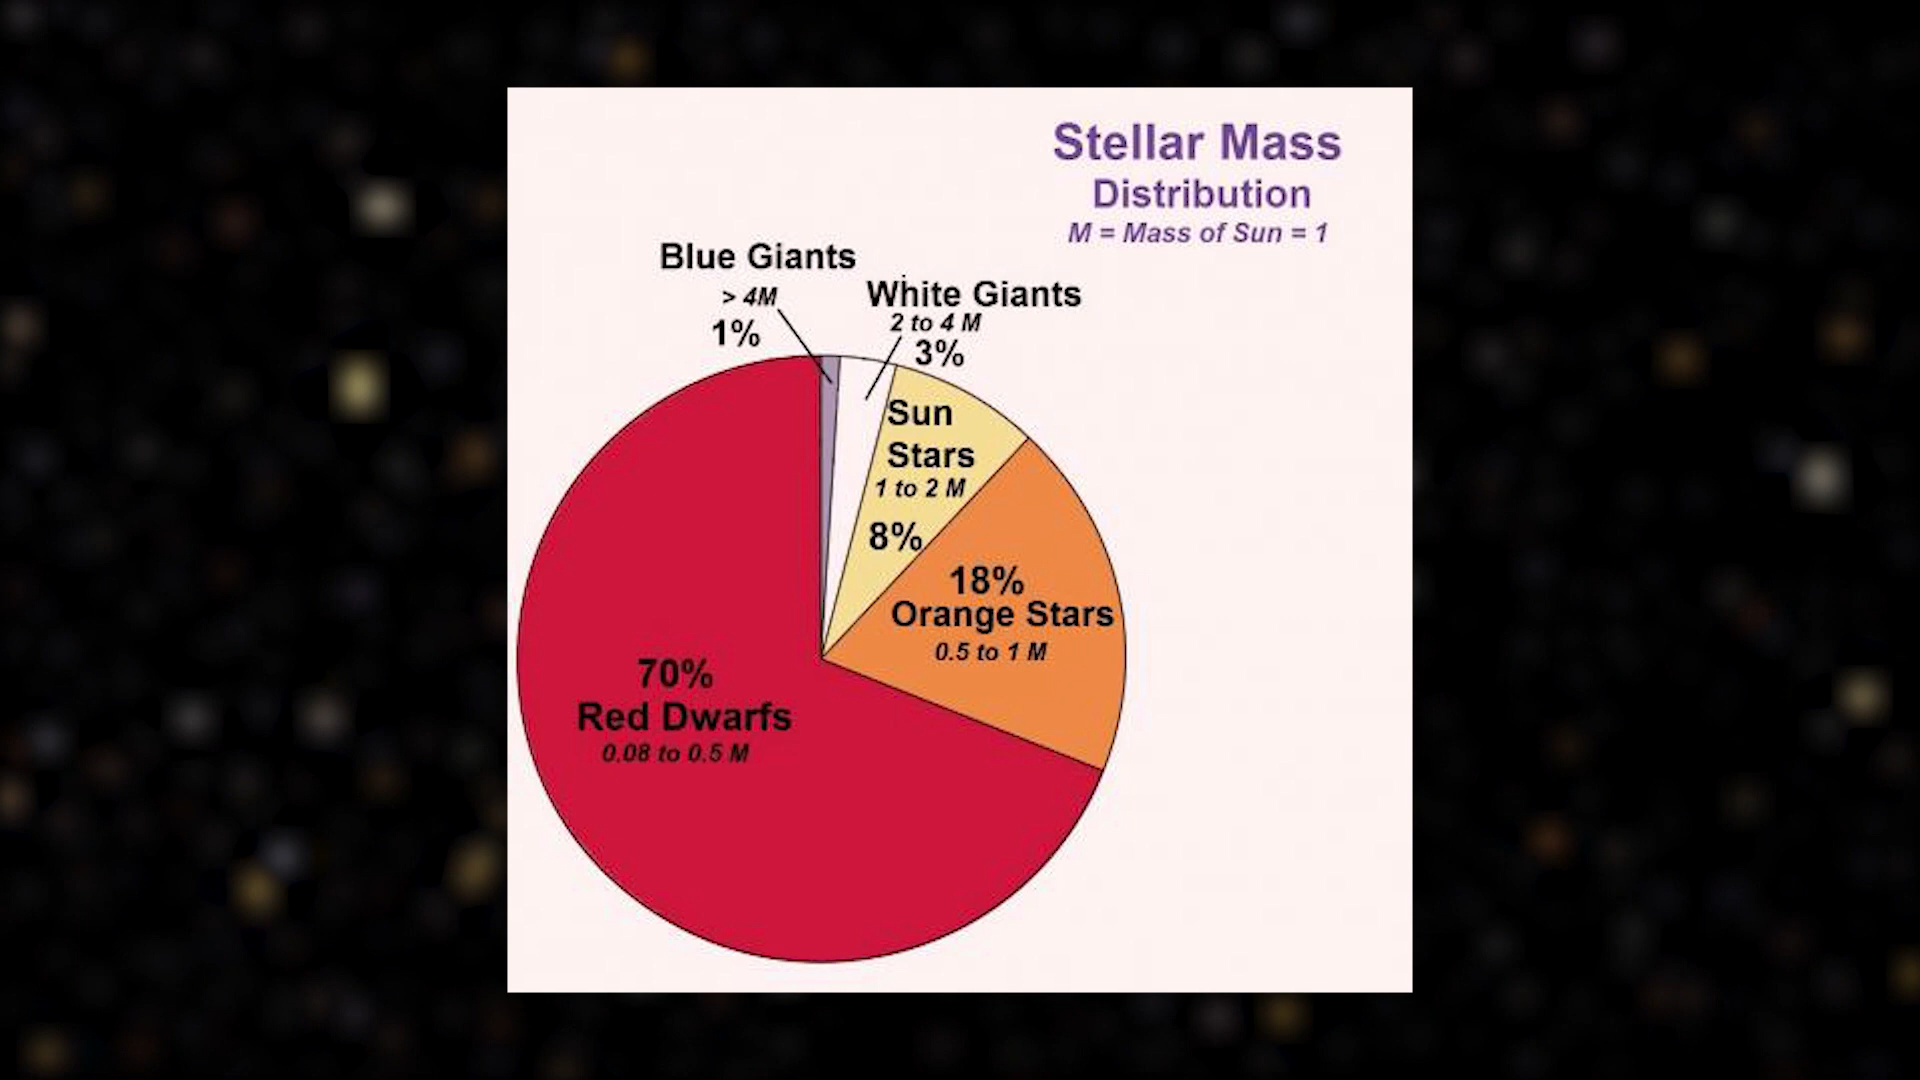 Stellar Mass
Distribution
M = Mass of Sun = 1
Blue Giants
> 4M
1%
White Giants
2 to 4 M
3%
Sun
Stars
1 to 2 M
8%
18%
Orange Stars
0.5 to 1 M
70%
Red Dwarfs
0.08 to 0.5 M